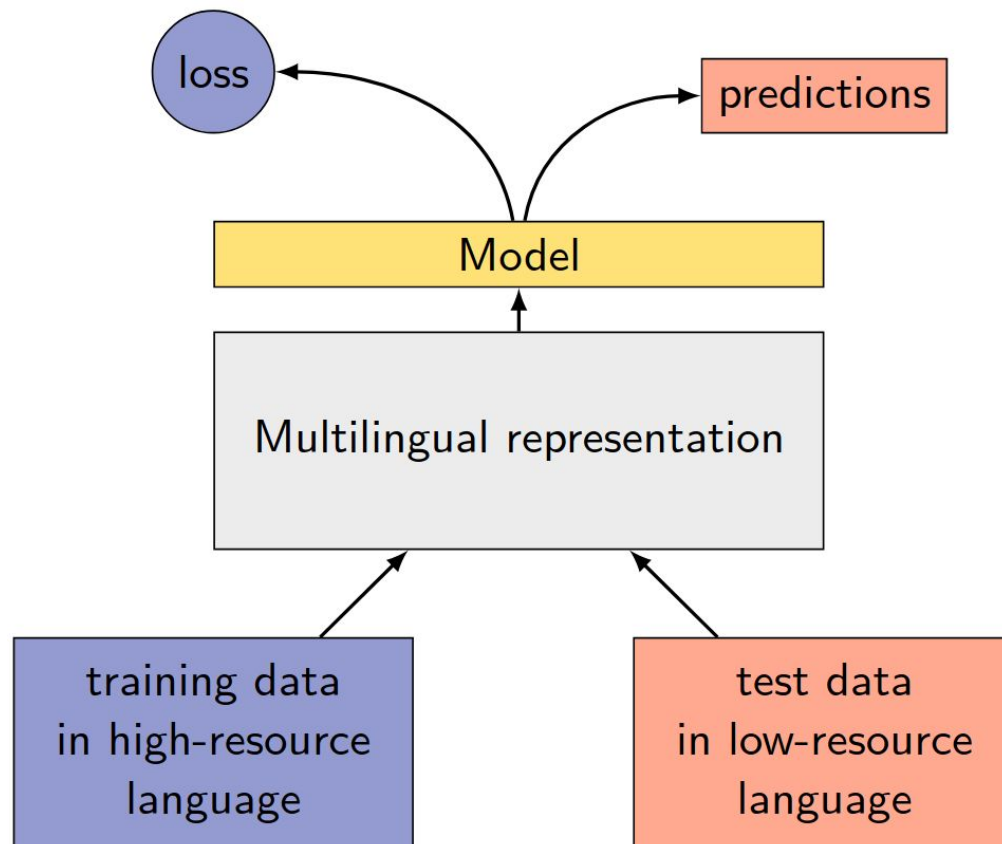 loss
predictions
Model
Multilingual representation
training data
in high-resource
language
test data
in low-resource
language